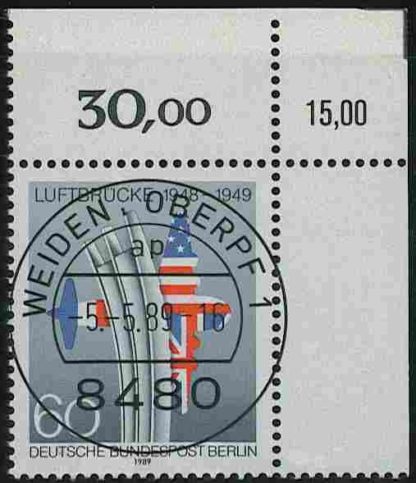 30,00
15,00
LUFTBRÜCKE 1948-1949
WEIDEN, OBERPF 1
ap
-5.-5.89-16
8480
60
DEUTSCHE BUNDESPOST BERLIN
1989